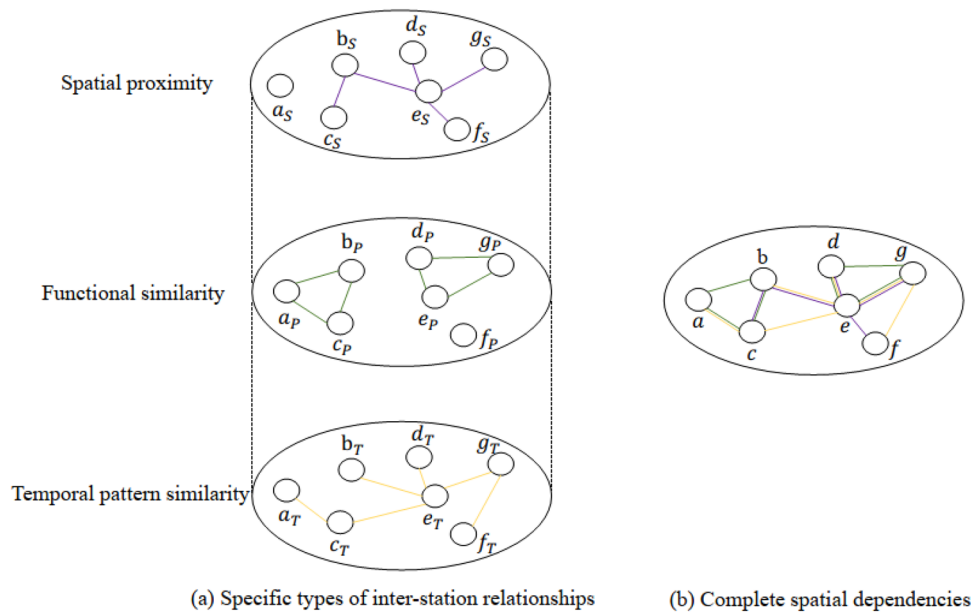 d_S
g_S
b_S
Spatial proximity
e_S
a_S
c_S
f_S
d_P
g_P
b_P
Functional similarity
e_P
a_P
c_P
f_P
d
g
b
a
e
c
f
d_T
g_T
b_T
Temporal pattern similarity
e_T
a_T
c_T
f_T
(a) Specific types of inter-station relationships
(b) Complete spatial dependencies